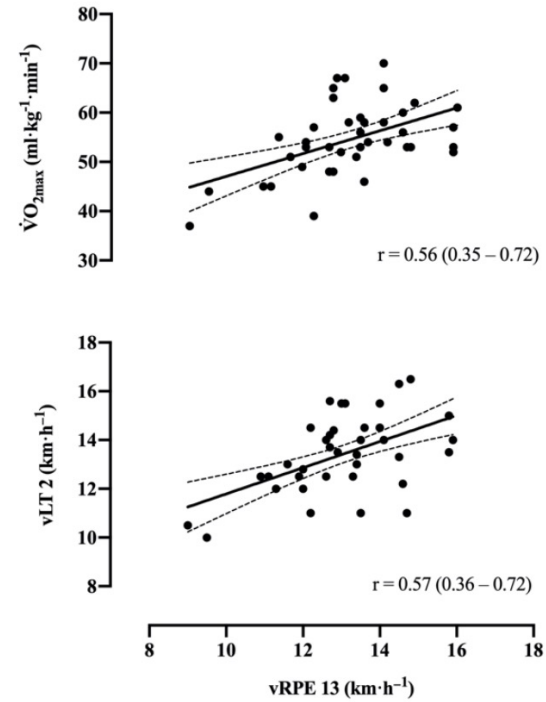 80
70
60
50
40
30
V̇O2max (ml·kg⁻¹·min⁻¹)
r = 0.56 (0.35 – 0.72)
18
16
14
12
10
8
vLT 2 (km·h⁻¹)
r = 0.57 (0.36 – 0.72)
8 10 12 14 16 18
vRPE 13 (km·h⁻¹)